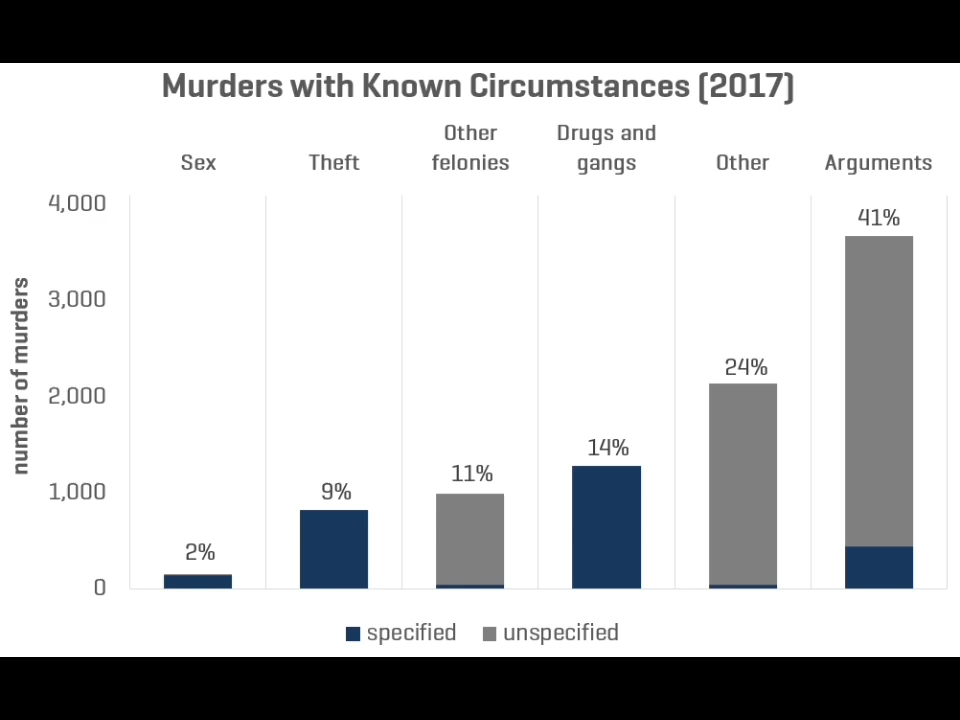 Murders with Known Circumstances (2017)
Sex
Theft
Other
felonies
Drugs and
gangs
Other
Arguments
4,000
3,000
2,000
1,000
0
number of murders
2%
9%
11%
14%
24%
41%
specified
unspecified